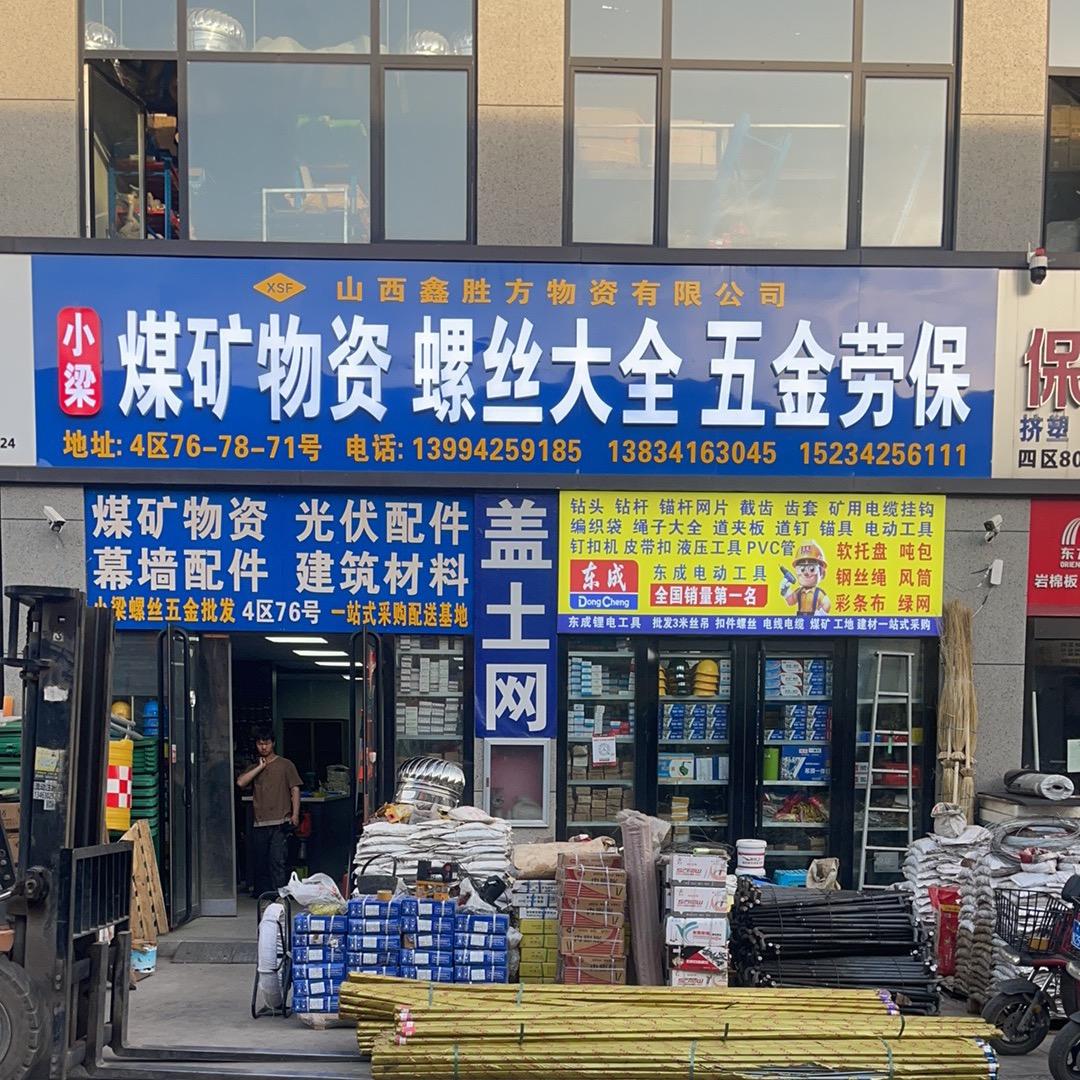 XSF 山西鑫胜方物资有限公司
小梁 煤矿物资 螺丝大全 五金劳保
地址: 4区76-78-71号 电话: 13994259185 13834163045 15234256111
24
保
挤塑
四区80
煤矿物资 光伏配件
幕墙配件 建筑材料
小梁螺丝五金批发 4区76号 一站式采购配送基地
盖土网
钻头 钻杆 锚杆网片 截齿 齿套 矿用电缆挂钩
编织袋 绳子大全 道夹板 道钉 锚具 电动工具
钉扣机 皮带扣 液压工具 PVC管 软托盘 吨包
东成 东成电动工具 钢丝绳 风筒
DongCheng 全国销量第一名 彩条布 绿网
东成锂电工具 批发3米丝吊 扣件螺丝 电线电缆 煤矿 工地 建材一站式采购
岩棉板